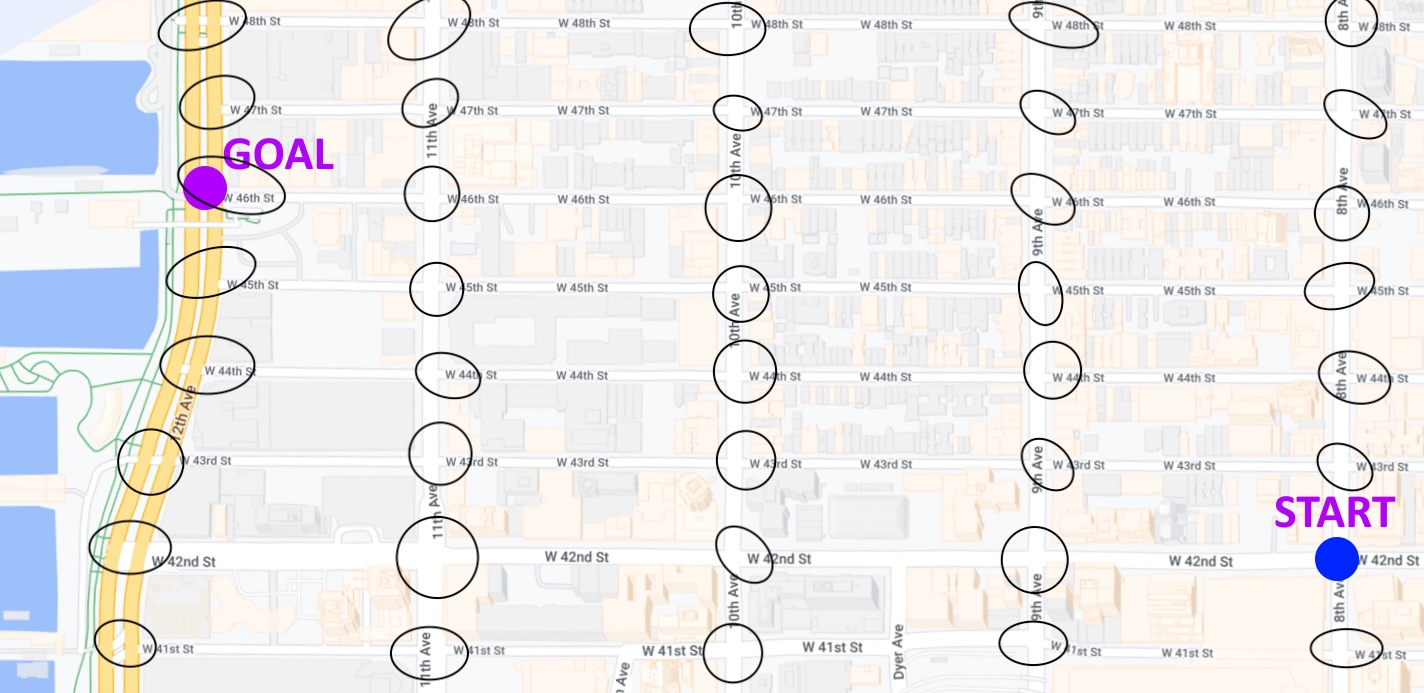 W 48th St W 48th St W 48th St W 48th St W 48th St W 48th St W 48th St W 48th St
10th
9th
8th A
W 47th St W 47th St W 47th St W 47th St W 47th St W 47th St W 47th St W 47th St
11th Ave
GOAL
10th Ave
8th Ave
W 46th St W 46th St W 46th St W 46th St W 46th St W 46th St W 46th St W 46th St
9th Ave
W 45th St W 45th St W 45th St W 45th St W 45th St W 45th St W 45th St W 45th St
10th Ave
W 44th St W 44th St W 44th St W 44th St W 44th St W 44th St W 44th St W 44th St
8th Ave
12th Ave
W 43rd St W 43rd St W 43rd St W 43rd St W 43rd St W 43rd St W 43rd St W 43rd St
9th Ave
11th Ave
START
W 42nd St W 42nd St W 42nd St W 42nd St W 42nd St
10th Ave
9th Ave
8th Ave
W 41st St W 41st St W 41st St W 41st St W 41st St W 41st St W 41st St
11th Ave
Dyer Ave
Ave